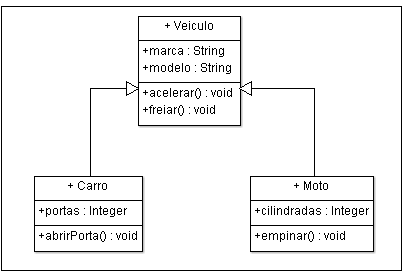 + Veiculo
+marca : String
+modelo : String
+acelerar() : void
+freiar() : void
+ Carro
+portas : Integer
+abrirPorta() : void
+ Moto
+cilindradas : Integer
+empinar() : void